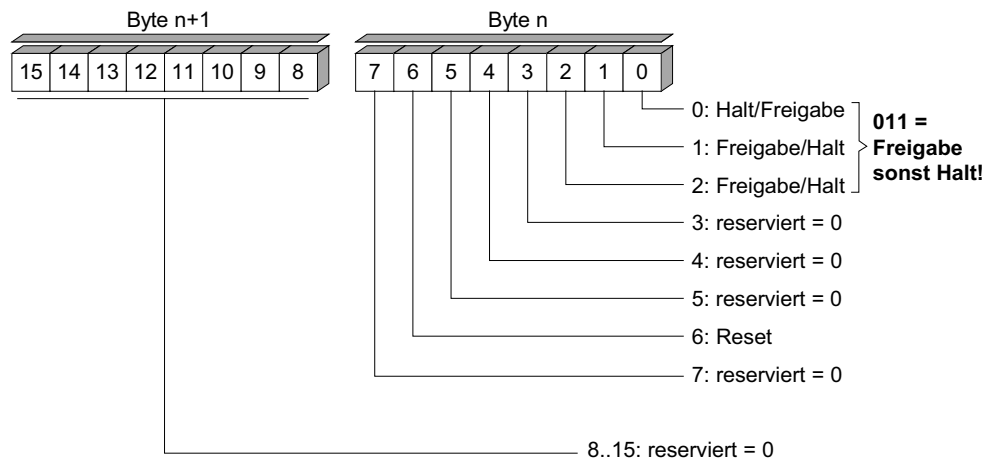 Byte n+1 Byte n
15 14 13 12 11 10 9 8 7 6 5 4 3 2 1 0
0: Halt/Freigabe
1: Freigabe/Halt
2: Freigabe/Halt
011 =
Freigabe
sonst Halt!
3: reserviert = 0
4: reserviert = 0
5: reserviert = 0
6: Reset
7: reserviert = 0
8..15: reserviert = 0